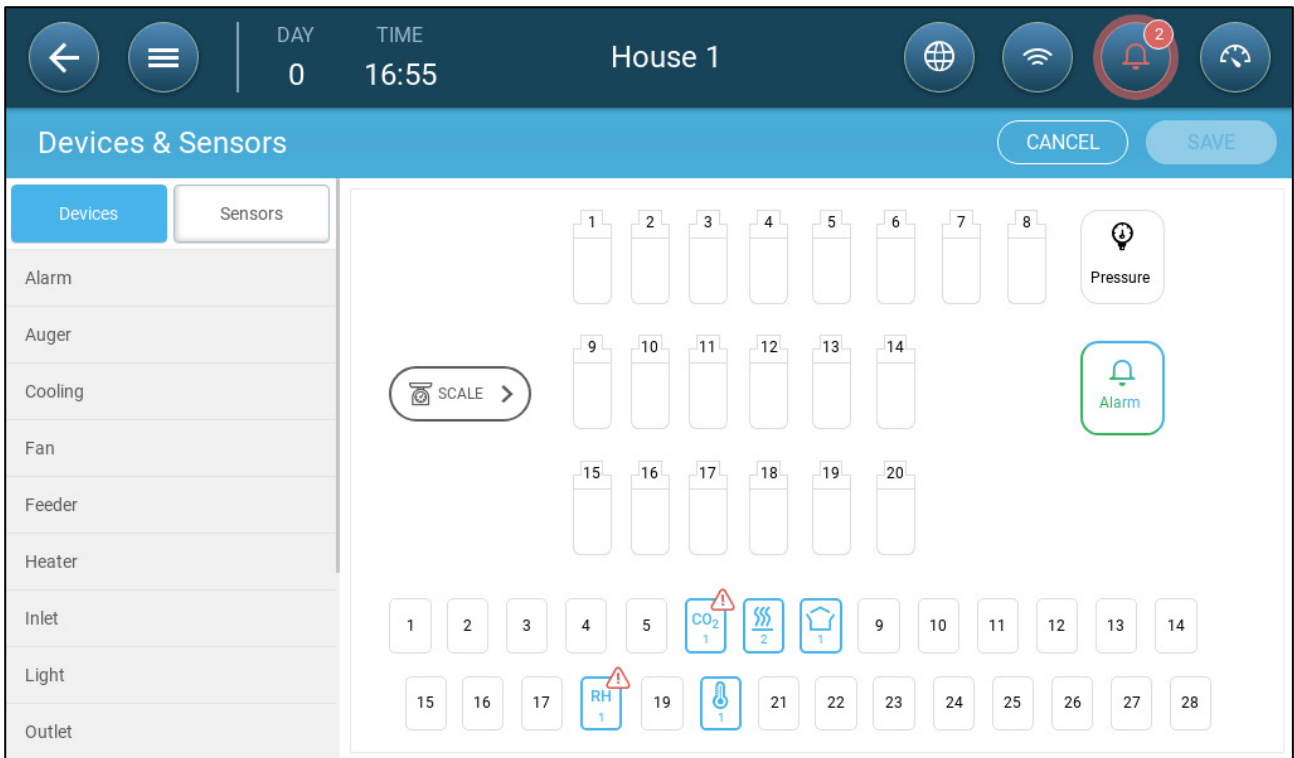 DAY TIME
0 16:55 House 1 2
Devices & Sensors CANCEL SAVE
Devices Sensors
Alarm
Auger
Cooling
Fan
Feeder
Heater
Inlet
Light
Outlet
1 2 3 4 5 6 7 8
Pressure
9 10 11 12 13 14
SCALE
Alarm
15 16 17 18 19 20
1 2 3 4 5 CO₂ 1 2 1 9 10 11 12 13 14
15 16 17 RH 1 19 1 21 22 23 24 25 26 27 28